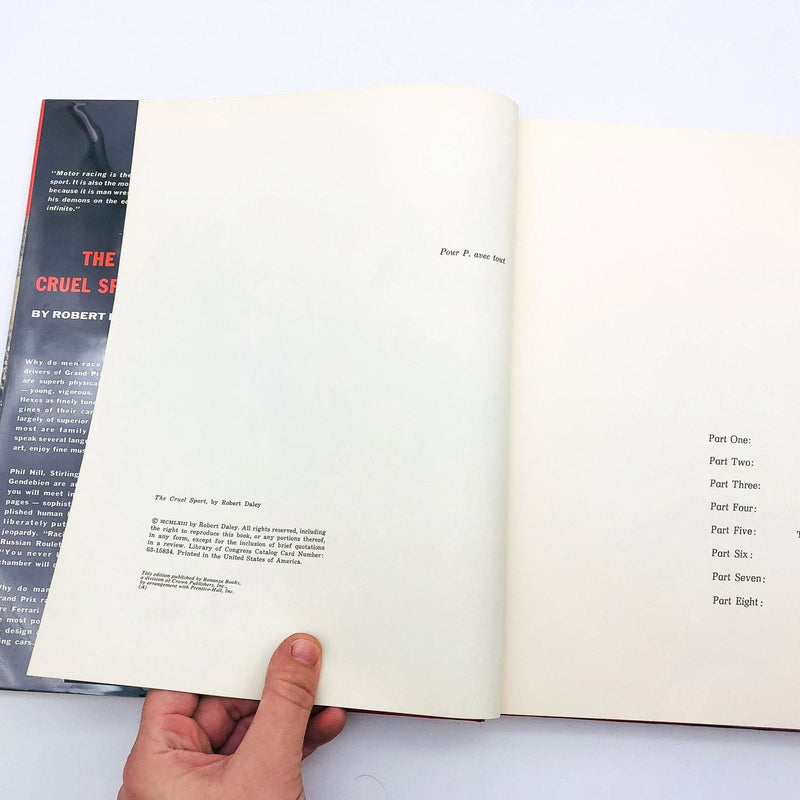 "Motor racing is the
sport. It is also the mo
because it is man wres
his demons on the e
infinite."
THE
CRUEL SP
BY ROBERT
Why do men race
drivers of Grand Pri
are superb physical
— young, vigorous,
flexes as finely tune
gines of their car
largely of superior
most are family
speak several lang
art, enjoy fine mus
Phil Hill, Stirling
Gendebien are a
you will meet in
pages — sophist
plished human
liberately put
jeopardy. "Rac
Russian Roulet
"You never
chamber will
Why do man
Grand Prix ra
re Ferrari
e most po
design
ing cars.
Pour P. avec tout
The Cruel Sport, by Robert Daley
© MCMLXIII by Robert Daley. All rights reserved, including
the right to reproduce this book, or any portions thereof,
in any form, except for the inclusion of brief quotations
in a review. Library of Congress Catalog Card Number:
63-15834. Printed in the United States of America.
This edition published by Bonanza Books,
a division of Crown Publishers, Inc.,
by arrangement with Prentice-Hall, Inc.
(A)
Part One:
Part Two:
Part Three:
Part Four:
Part Five: T
Part Six:
Part Seven:
Part Eight: